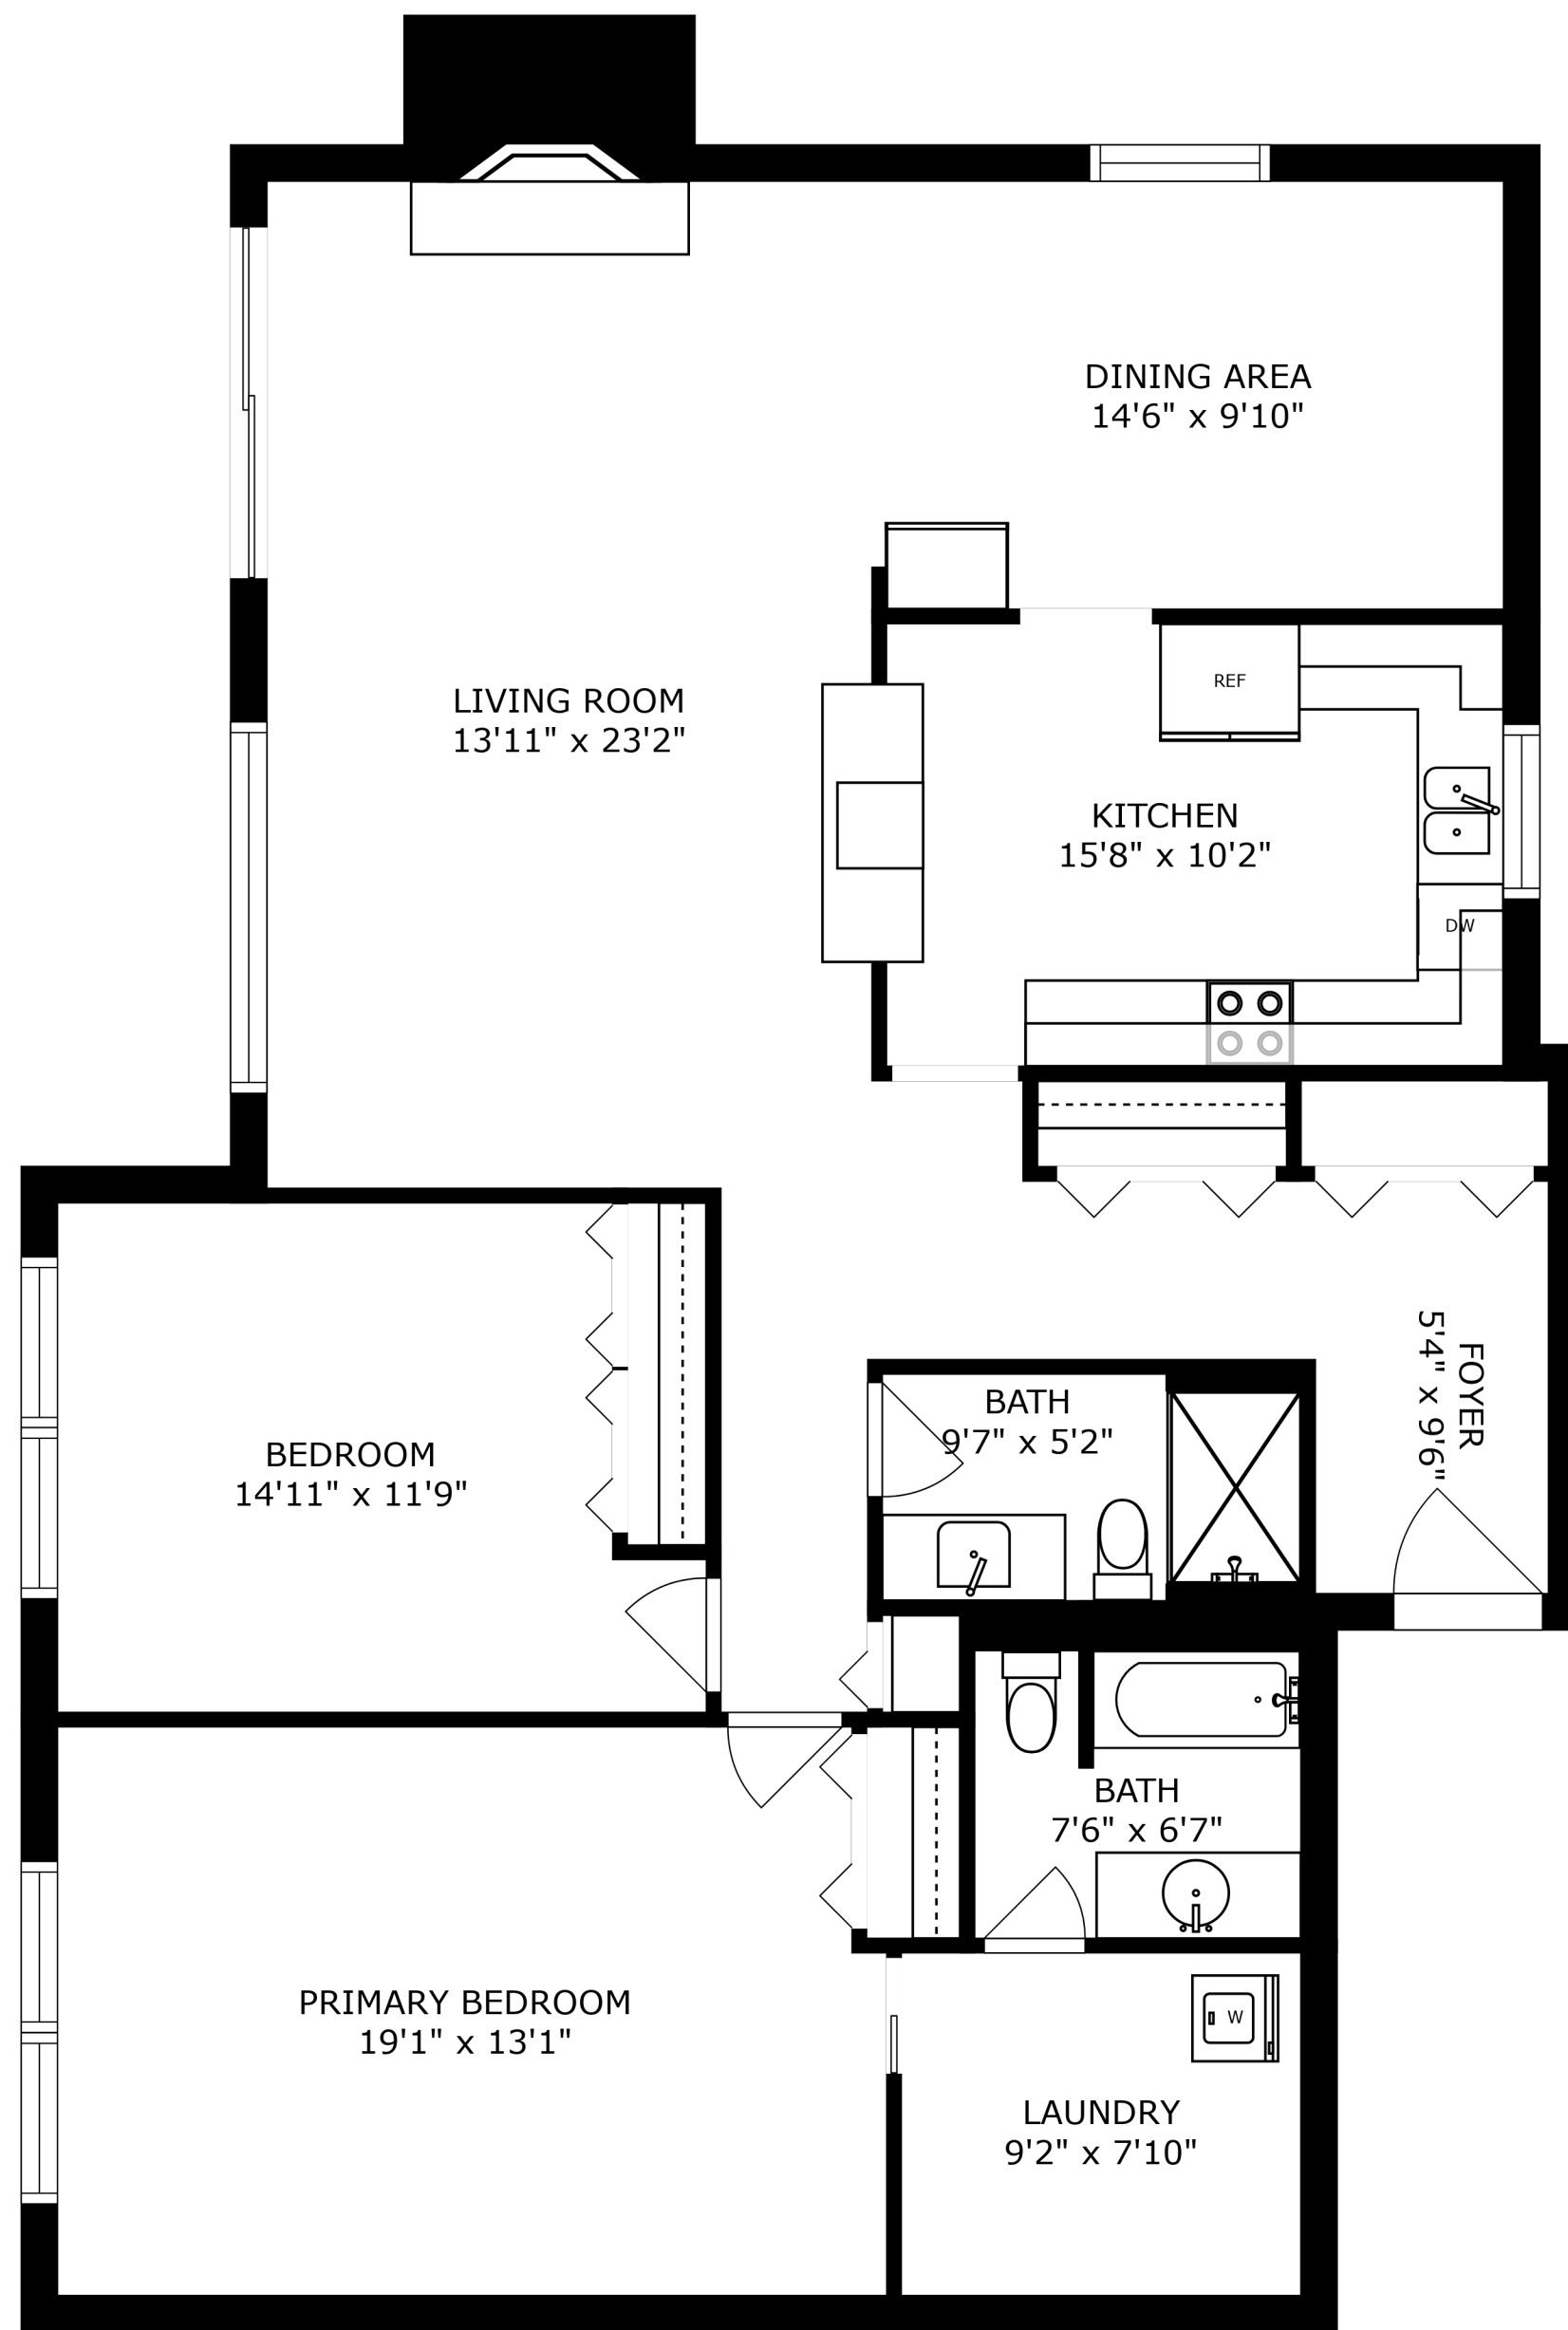 DINING AREA
14'6" x 9'10"
LIVING ROOM
13'11" x 23'2"
REF
KITCHEN
15'8" x 10'2"
DW
FOYER
5'4" x 9'6"
BATH
9'7" x 5'2"
BEDROOM
14'11" x 11'9"
BATH
7'6" x 6'7"
PRIMARY BEDROOM
19'1" x 13'1"
W
LAUNDRY
9'2" x 7'10"